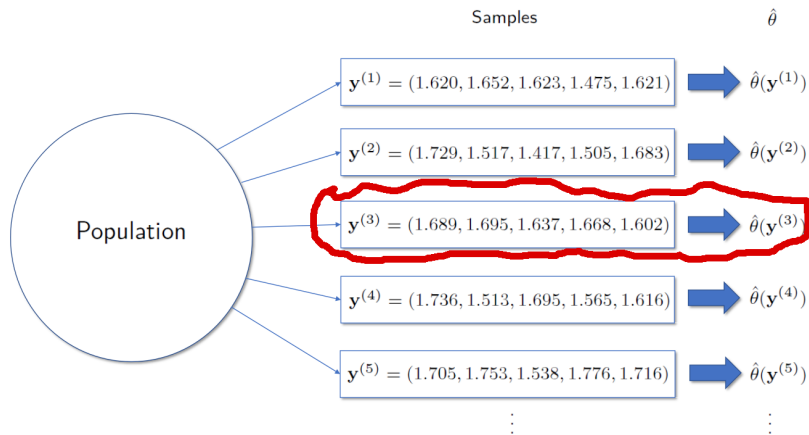 Samples θ̂
y⁽¹⁾ = (1.620, 1.652, 1.623, 1.475, 1.621) θ̂(y⁽¹⁾)
y⁽²⁾ = (1.729, 1.517, 1.417, 1.505, 1.683) θ̂(y⁽²⁾)
Population
y⁽³⁾ = (1.689, 1.695, 1.637, 1.668, 1.602) θ̂(y⁽³⁾)
y⁽⁴⁾ = (1.736, 1.513, 1.695, 1.565, 1.616) θ̂(y⁽⁴⁾)
y⁽⁵⁾ = (1.705, 1.753, 1.538, 1.776, 1.716) θ̂(y⁽⁵⁾)
⋮ ⋮